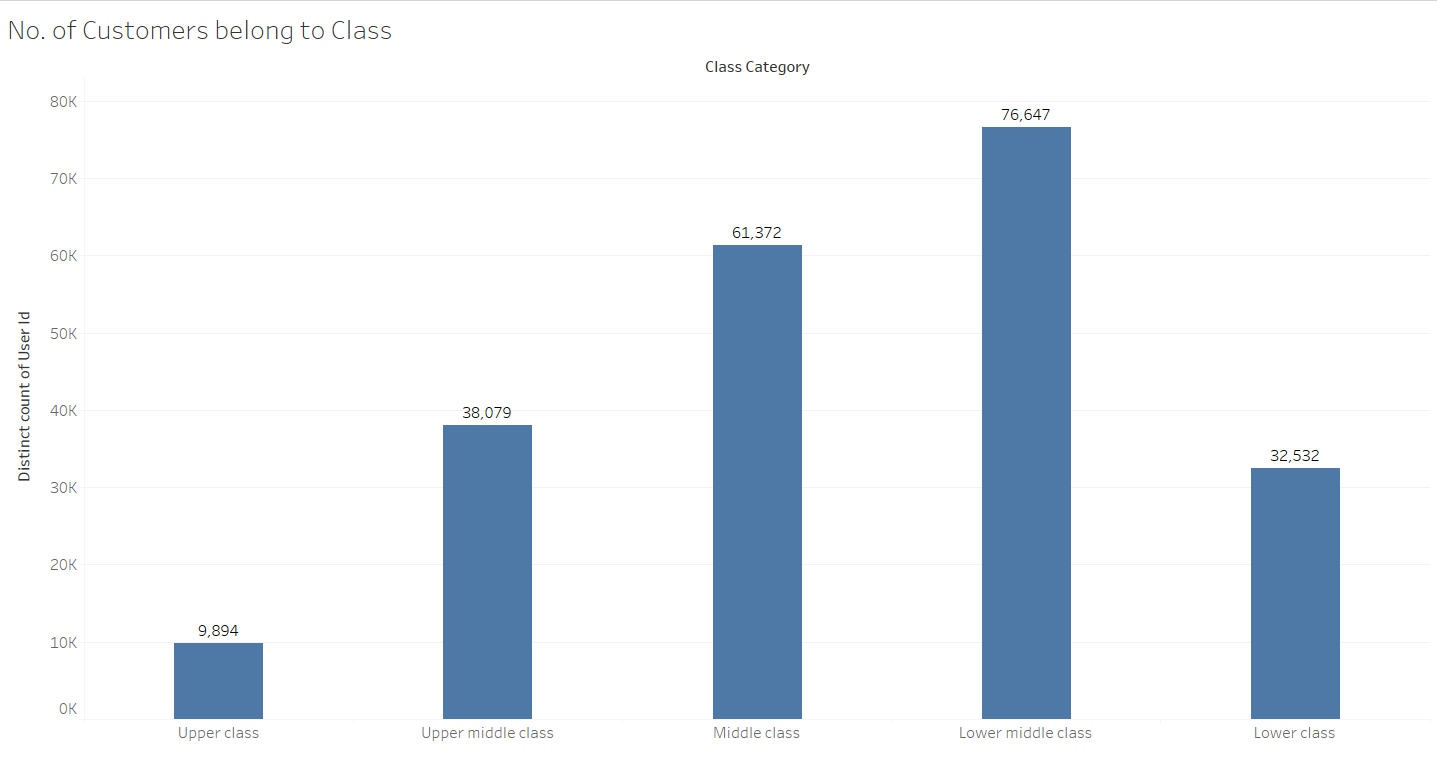 No. of Customers belong to Class
Class Category
Distinct count of User Id
80K
70K
60K
50K
40K
30K
20K
10K
0K
9,894
38,079
61,372
76,647
32,532
Upper class
Upper middle class
Middle class
Lower middle class
Lower class